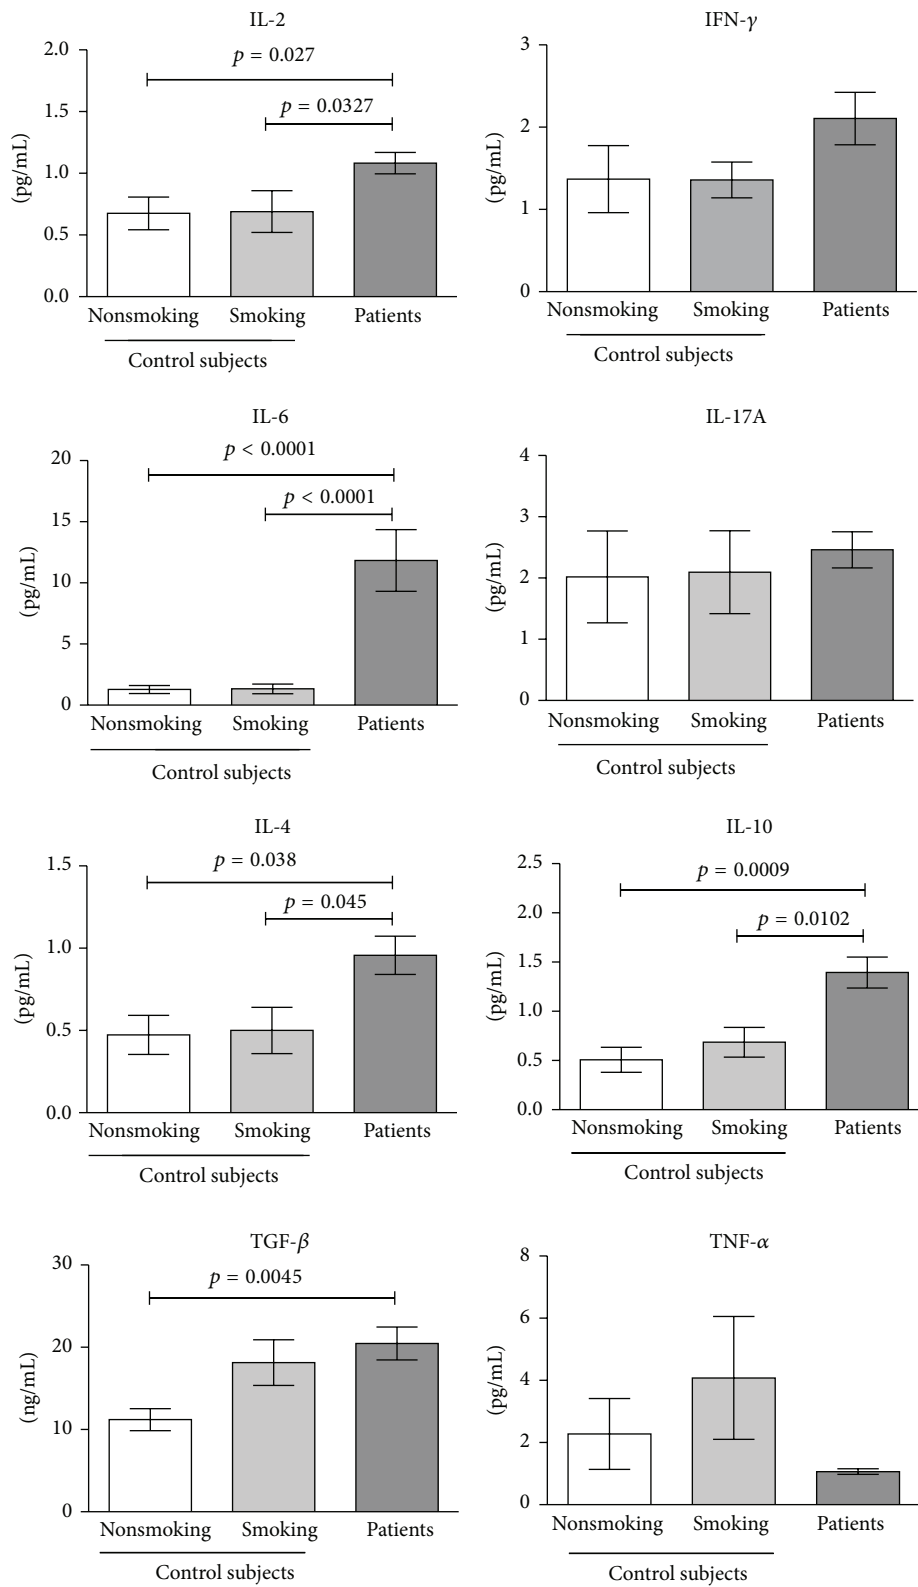 IL-2
2.0
1.5
1.0
0.5
0.0
(pg/mL)
p = 0.027
p = 0.0327
Nonsmoking Smoking Patients
Control subjects
IFN-γ
3
2
1
0
(pg/mL)
Nonsmoking Smoking Patients
Control subjects
IL-6
20
15
10
5
0
(pg/mL)
p < 0.0001
p < 0.0001
Nonsmoking Smoking Patients
Control subjects
IL-17A
4
3
2
1
0
(pg/mL)
Nonsmoking Smoking Patients
Control subjects
IL-4
1.5
1.0
0.5
0.0
(pg/mL)
p = 0.038
p = 0.045
Nonsmoking Smoking Patients
Control subjects
IL-10
2.5
2.0
1.5
1.0
0.5
0.0
(pg/mL)
p = 0.0009
p = 0.0102
Nonsmoking Smoking Patients
Control subjects
TGF-β
30
20
10
0
(ng/mL)
p = 0.0045
Nonsmoking Smoking Patients
Control subjects
TNF-α
8
6
4
2
0
(pg/mL)
Nonsmoking Smoking Patients
Control subjects